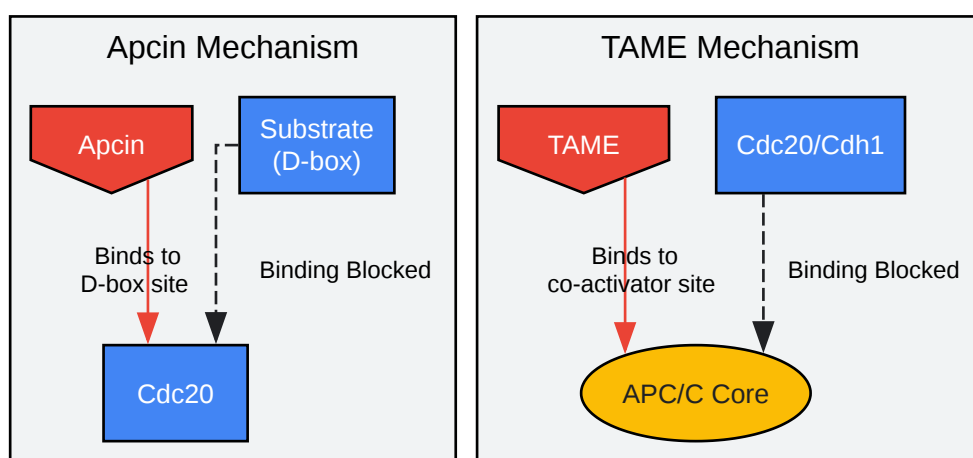 Apcin Mechanism
Apcin
Substrate
(D-box)
Binds to
D-box site
Binding Blocked
Cdc20
TAME Mechanism
TAME
Cdc20/Cdh1
Binds to
co-activator site
Binding Blocked
APC/C Core